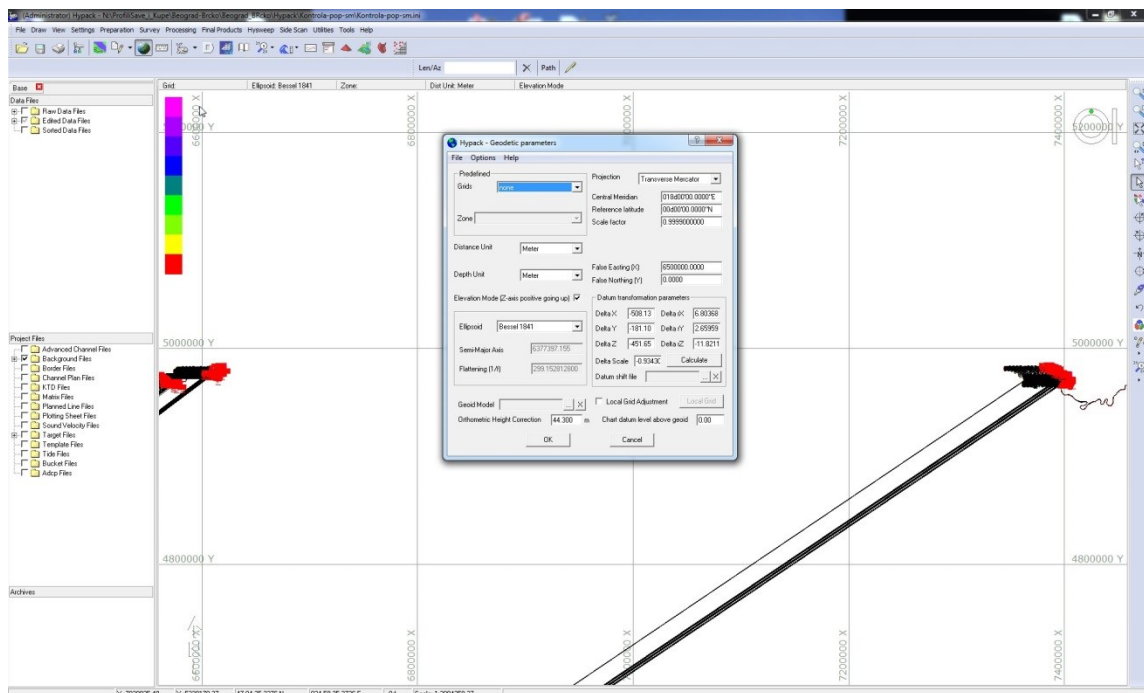 (Administrator) Hypack - N:\Profili\Save_i_Kupe\Beograd-Brcko\Beograd_BRcko\Hypack\Kontrola-pop-sm\Kontrola-pop-sm.ini
File Draw View Settings Preparation Survey Processing Final Products Hysweep Side Scan Utilities Tools Help
Len/Az Path
Base
Grid: Ellipsoid: Bessel 1841 Zone: Dist Unit: Meter Elevation Mode
Data Files
Raw Data Files
Edited Data Files
Sorted Data Files
Project Files
Advanced Channel Files
Background Files
Border Files
Channel Plan Files
KTD Files
Matrix Files
Planned Line Files
Plotting Sheet Files
Sound Velocity Files
Target Files
Template Files
Tide Files
Bucket Files
Adcp Files
Archives
6600000 X
6800000 X
7200000 X
7400000 X
5200000 Y
5000000 Y
5000000 Y
4800000 Y
4800000 Y
6600000 X
6800000 X
7200000 X
7400000 X
Hypack - Geodetic parameters
File Options Help
Predefined
Grids none
Zone
Distance Unit Meter
Depth Unit Meter
Elevation Mode (Z-axis positive going up)
Ellipsoid Bessel 1841
Semi-Major Axis 6377397.155
Flattening (1/f) 299.152812800
Geoid Model ... X
Orthometric Height Correction 44.300 m
Projection Transverse Mercator
Central Meridian 018d00'00.0000"E
Reference latitude 00d00'00.0000"N
Scale factor 0.9999000000
False Easting (X) 6500000.0000
False Northing (Y) 0.0000
Datum transformation parameters
Delta X -508.13 Delta rX 6.80368
Delta Y -181.10 Delta rY 2.65959
Delta Z -451.65 Delta rZ -11.8211
Delta Scale -0.9343 Calculate
Datum shift file ... X
Local Grid Adjustment Local Grid
Chart datum level above geoid 0.00
OK Cancel